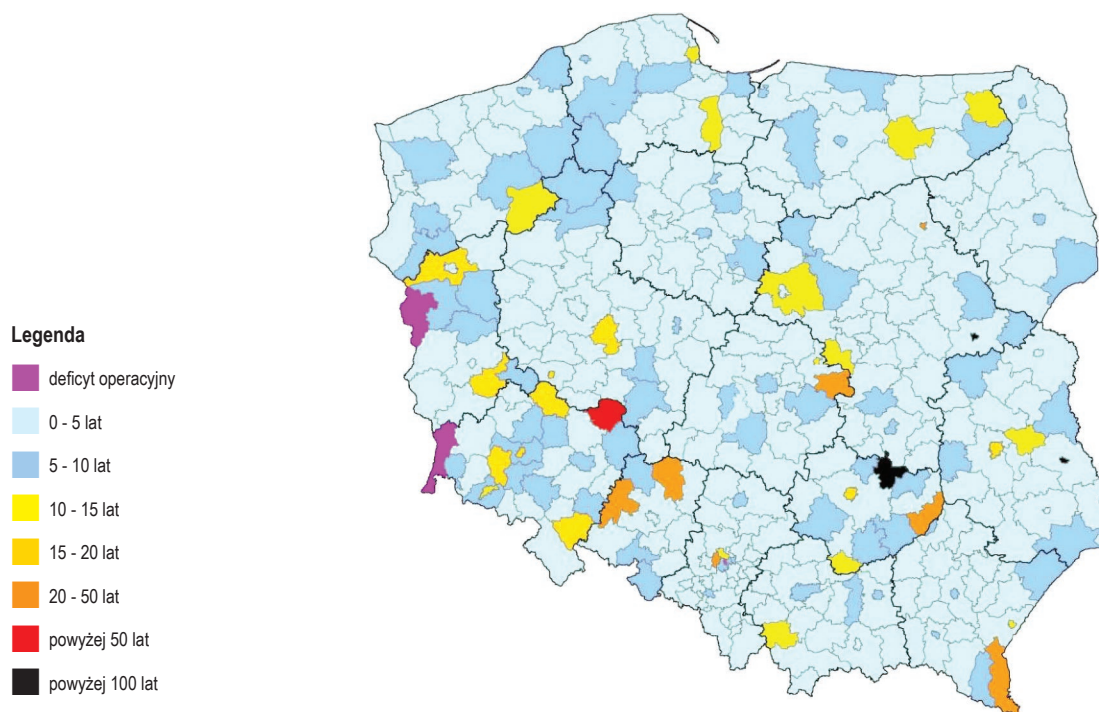 Legenda
deficyt operacyjny
0 - 5 lat
5 - 10 lat
10 - 15 lat
15 - 20 lat
20 - 50 lat
powyżej 50 lat
powyżej 100 lat